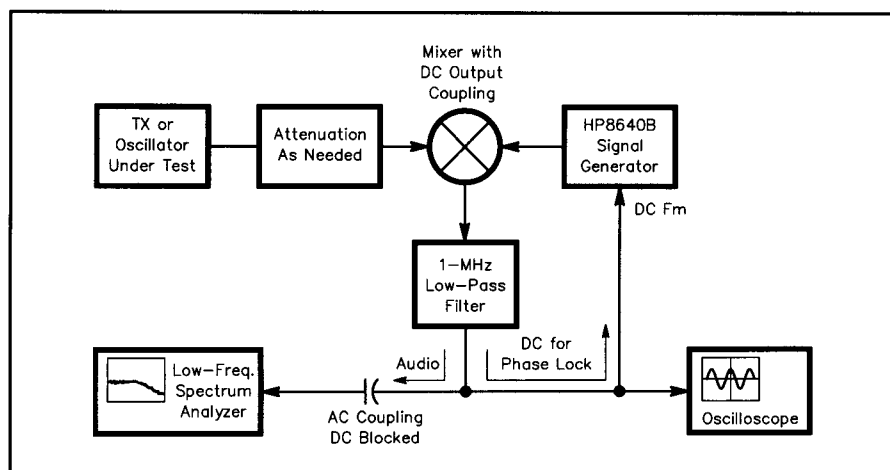 Mixer with
DC Output
Coupling
TX or
Oscillator
Under Test
Attenuation
As Needed
HP8640B
Signal
Generator
DC Fm
1-MHz
Low-Pass
Filter
Audio
DC for
Phase Lock
Low-Freq.
Spectrum
Analyzer
AC Coupling
DC Blocked
Oscilloscope